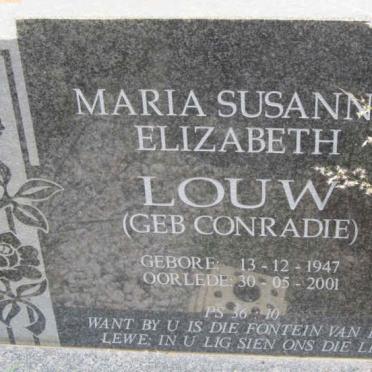 MARIA SUSANN
ELIZABETH
LOUW
(GEB CONRADIE)
GEBORE: 13-12-1947
OORLEDE: 30-05-2001
PS 36:10
WANT BY U IS DIE FONTEIN VAN
LEWE; IN U LIG SIEN ONS DIE